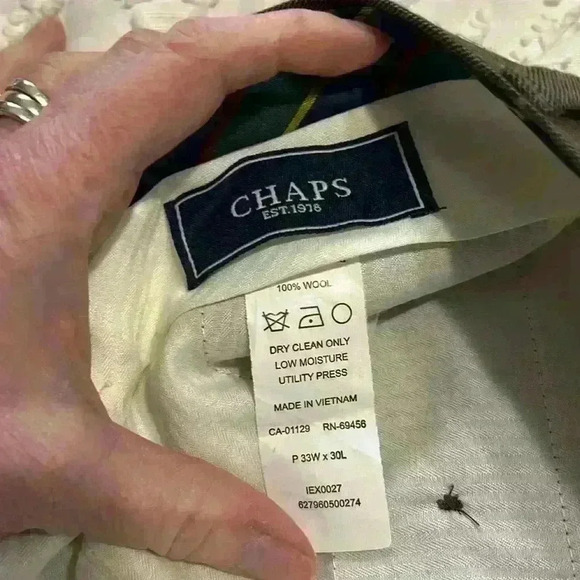 CHAPS
EST.1978
100% WOOL
DRY CLEAN ONLY
LOW MOISTURE
UTILITY PRESS
MADE IN VIETNAM
CA-01129 RN-69456
P 33W x 30L
IEX0027
627960500274